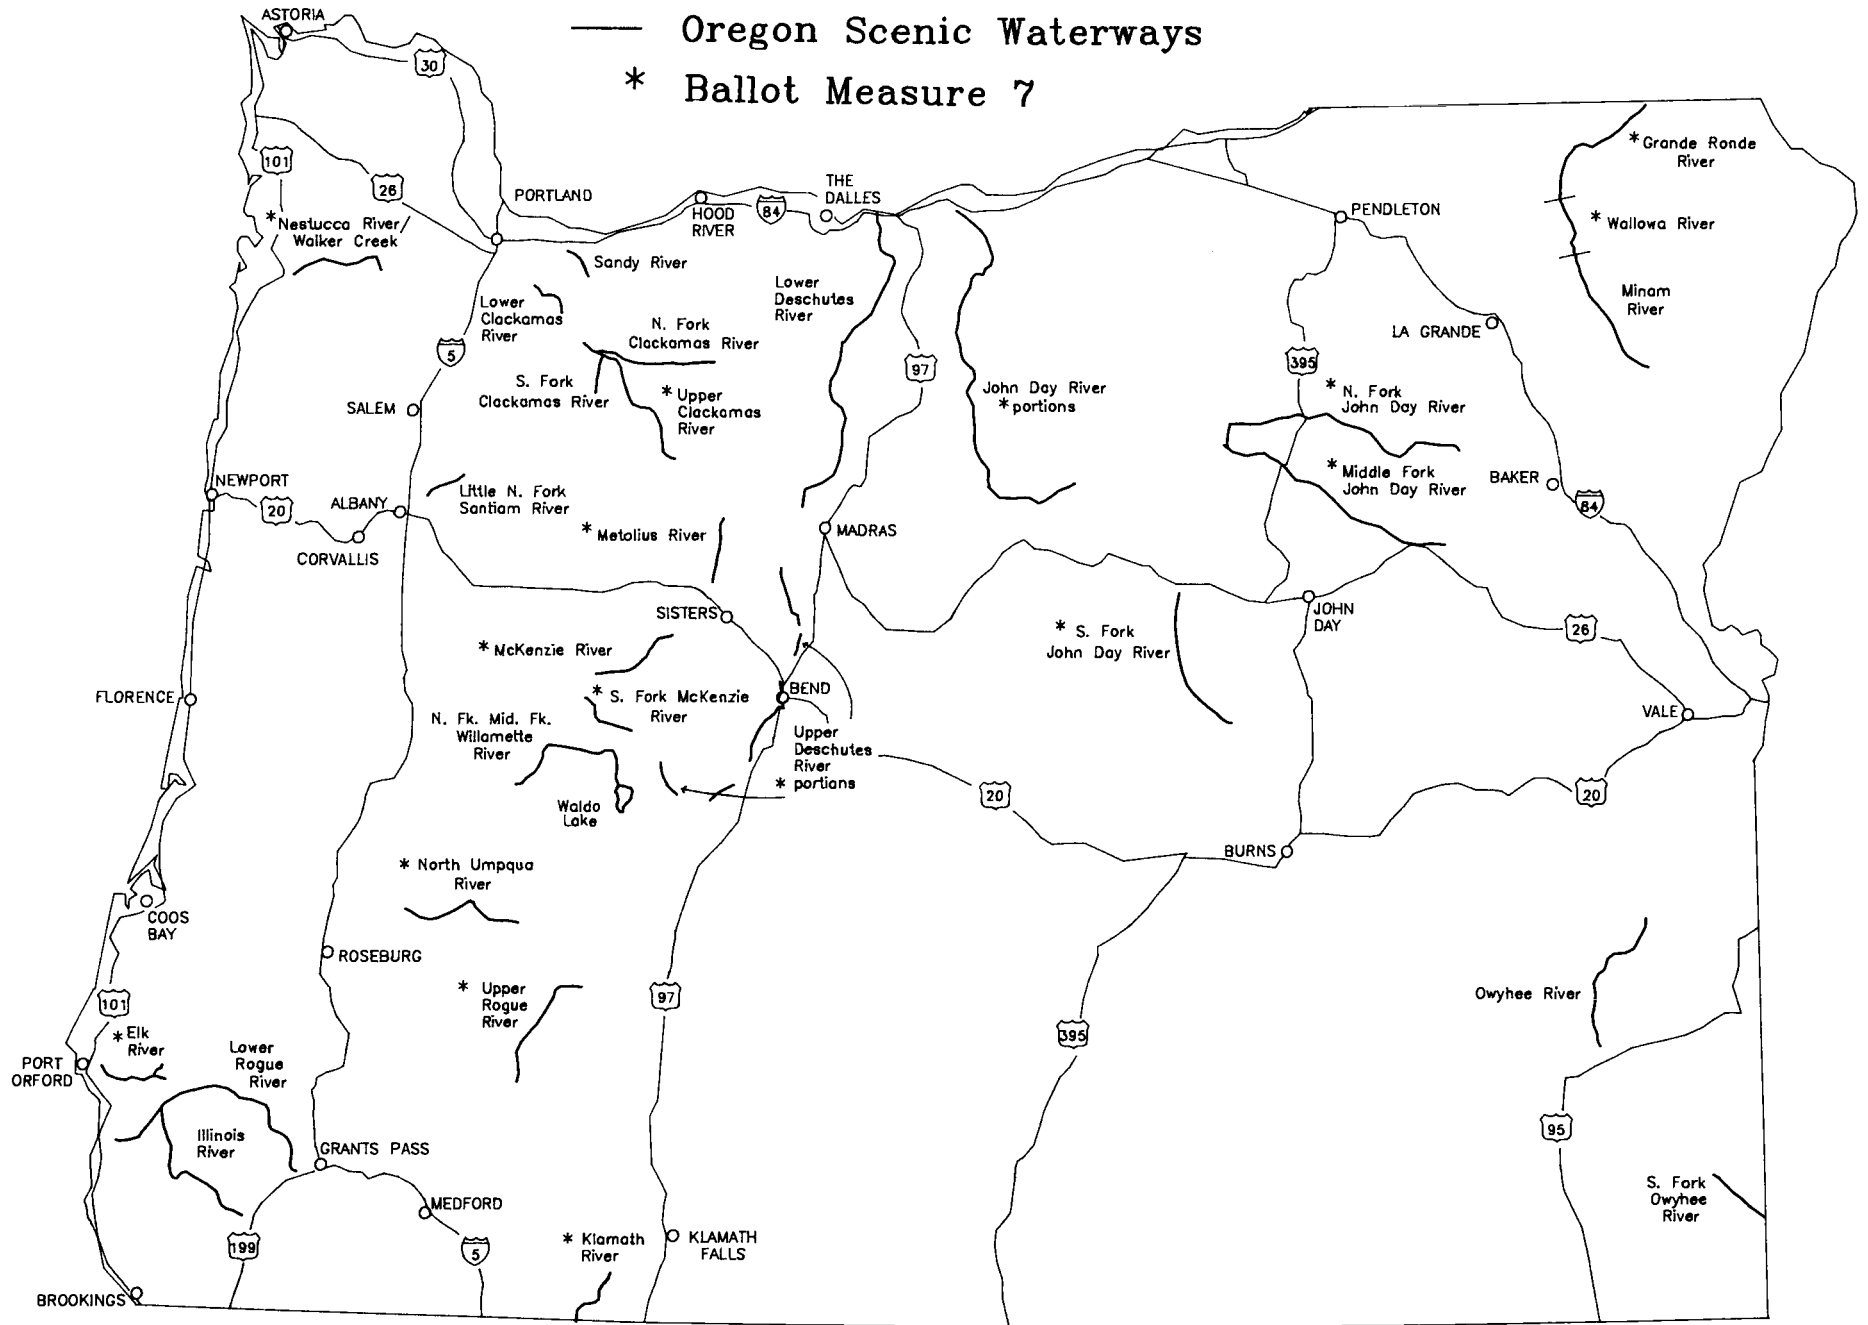 ASTORIA
Oregon Scenic Waterways
* Ballot Measure 7
30
101
26
* Nestucca River/
Walker Creek
PORTLAND
HOOD
RIVER
84
THE
DALLES
PENDLETON
* Grande Ronde
River
* Wallowa River
Minam
River
Sandy River
Lower
Clackamas
River
N. Fork
Clackamas River
S. Fork
Clackamas River
* Upper
Clackamas
River
Lower
Deschutes
River
5
97
John Day River
* portions
395
LA GRANDE
* N. Fork
John Day River
* Middle Fork
John Day River
BAKER
84
SALEM
NEWPORT
20
ALBANY
CORVALLIS
Little N. Fork
Santiam River
* Metolius River
MADRAS
SISTERS
* McKenzie River
* S. Fork McKenzie
River
BEND
JOHN
DAY
* S. Fork
John Day River
26
VALE
FLORENCE
N. Fk. Mid. Fk.
Willamette
River
Waldo
Lake
Upper
Deschutes
River
* portians
20
20
BURNS
* North Umpqua
River
COOS
BAY
ROSEBURG
* Upper
Rogue
River
97
101
* Elk
River
PORT
ORFORD
Lower
Rogue
River
395
Owyhee River
Illinois
River
GRANTS PASS
MEDFORD
95
S. Fork
Owyhee
River
199
5
* Klamath
River
KLAMATH
FALLS
BROOKINGS